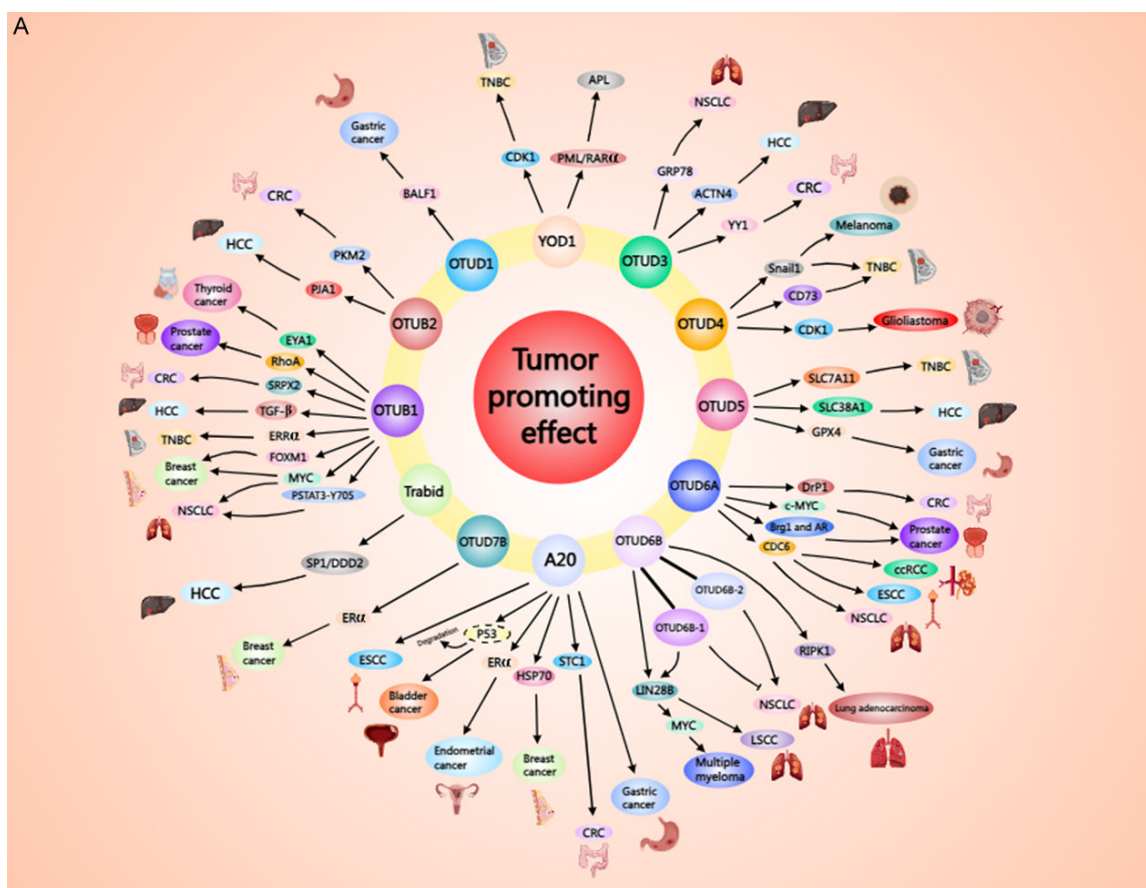 A
TNBC
APL
NSCLC
Gastric
cancer
CDK1
PML/RARα
HCC
GRP78
CRC
BALF1
ACTN4
CRC
YY1
Melanoma
YOD1
HCC
PKM2
OTUD1
OTUD3
Snail1
TNBC
Thyroid
cancer
PJA1
OTUB2
OTUD4
CD73
CDK1
Glioliastoma
Prostate
cancer
EYA1
RhoA
Tumor
promoting
effect
CRC
SRPX2
SLC7A11
TNBC
HCC
TGF-β
OTUB1
OTUD5
SLC38A1
HCC
TNBC
ERRα
GPX4
FOXM1
Gastric
cancer
Breast
cancer
MYC
PSTAT3-Y705
Trabid
OTUD6A
DrP1
CRC
NSCLC
c-MYC
Brg1 and AR
Prostate
cancer
OTUD7B
A20
OTUD6B
CDC6
SP1/DDD2
ccRCC
HCC
OTUD6B-2
ESCC
ERα
NSCLC
OTUD6B-1
Degradation
P53
RIPK1
Breast
cancer
ESCC
ERα
STC1
HSP70
LIN28B
Bladder
cancer
NSCLC
Lung adenocarcinoma
MYC
LSCC
Endometrial
cancer
Breast
cancer
Multiple
myeloma
Gastric
cancer
CRC